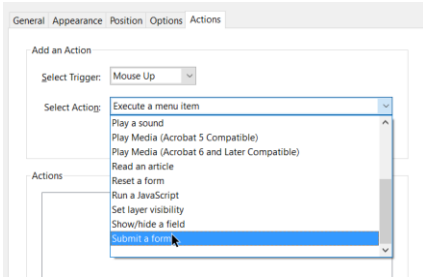 General Appearance Position Options Actions
Add an Action
Select Trigger: Mouse Up
Select Action: Execute a menu item
Play a sound
Play Media (Acrobat 5 Compatible)
Play Media (Acrobat 6 and Later Compatible)
Read an article
Reset a form
Run a JavaScript
Set layer visibility
Show/hide a field
Submit a form
Actions